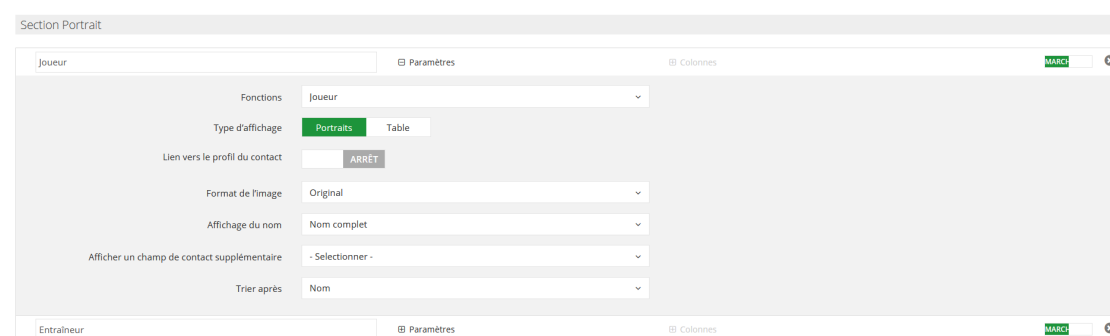 Section Portrait
Joueur Paramètres Colonnes MARCH
Fonctions Joueur
Type d'affichage Portraits Table
Lien vers le profil du contact ARRÊT
Format de l'image Original
Affichage du nom Nom complet
Afficher un champ de contact supplémentaire - Selectionner -
Trier après Nom
Entraîneur Paramètres Colonnes MARCH